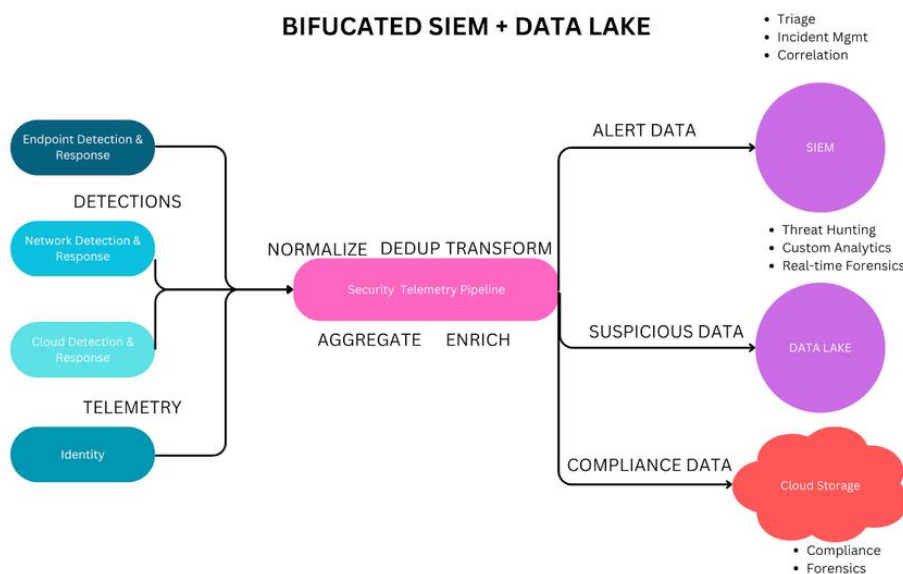 BIFUCATED SIEM + DATA LAKE
• Triage
• Incident Mgmt
• Correlation
Endpoint Detection &
Response
DETECTIONS
Network Detection &
Response
Cloud Detection &
Response
TELEMETRY
Identity
NORMALIZE DEDUP TRANSFORM
Security Telemetry Pipeline
AGGREGATE ENRICH
ALERT DATA
SIEM
• Threat Hunting
• Custom Analytics
• Real-time Forensics
SUSPICIOUS DATA
DATA LAKE
COMPLIANCE DATA
Cloud Storage
• Compliance
• Forensics